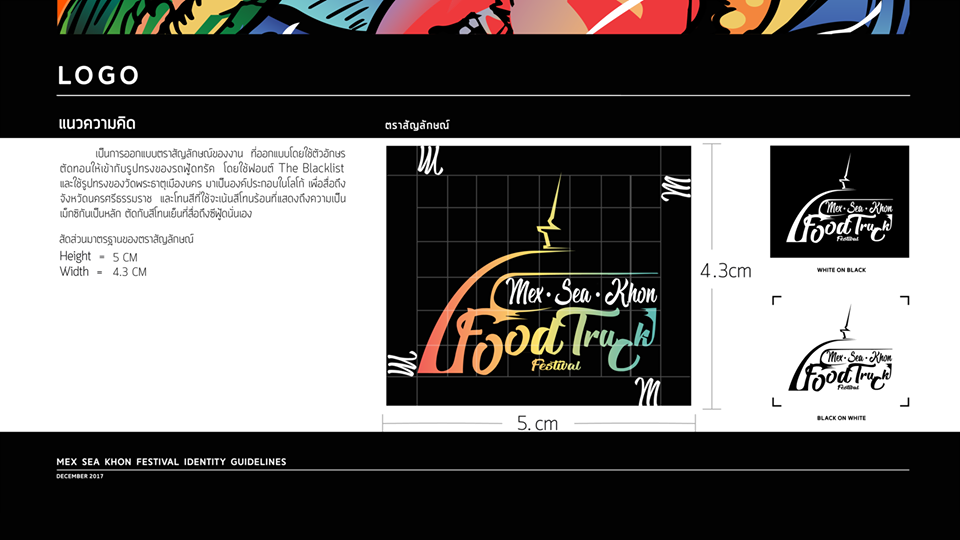 LOGO
แนวความคิด
เป็นการออกแบบตราสัญลักษณ์ของงาน ที่ออกแบบโดยใช้ตัวอักษร
ตัดทอนให้เข้ากับรูปทรงของรถฟู้ดทรัค โดยใช้ฟอนต์ The Blacklist
และใช้รูปทรงของวัดพระธาตุเมืองนคร มาเป็นองค์ประกอบในโลโก้ เพื่อสื่อถึง
จังหวัดนครศรีธรรมราช และโทนสีที่ใช้จะเน้นสีโทนร้อนที่แสดงถึงความเป็น
เม็กซิกันเป็นหลัก ตัดกับสีโทนเย็นที่สื่อถึงซีฟู้ดนั่นเอง
สัดส่วนมาตรฐานของตราสัญลักษณ์
Height = 5 CM
Width = 4.3 CM
ตราสัญลักษณ์
M
M
Mex • Sea • Khon
Food Truck
Festival
M
M
4.3cm
5. cm
Mex • Sea • Khon
Food Truck
Festival
WHITE ON BLACK
Mex • Sea • Khon
Food Truck
Festival
BLACK ON WHITE
MEX SEA KHON FESTIVAL IDENTITY GUIDELINES
DECEMBER 2017